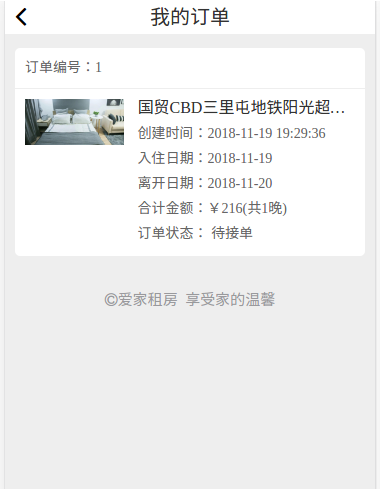 我的订单
订单编号：1
国贸CBD三里屯地铁阳光超…
创建时间：2018-11-19 19:29:36
入住日期：2018-11-19
离开日期：2018-11-20
合计金额：￥216(共1晚)
订单状态： 待接单
©爱家租房 享受家的温馨